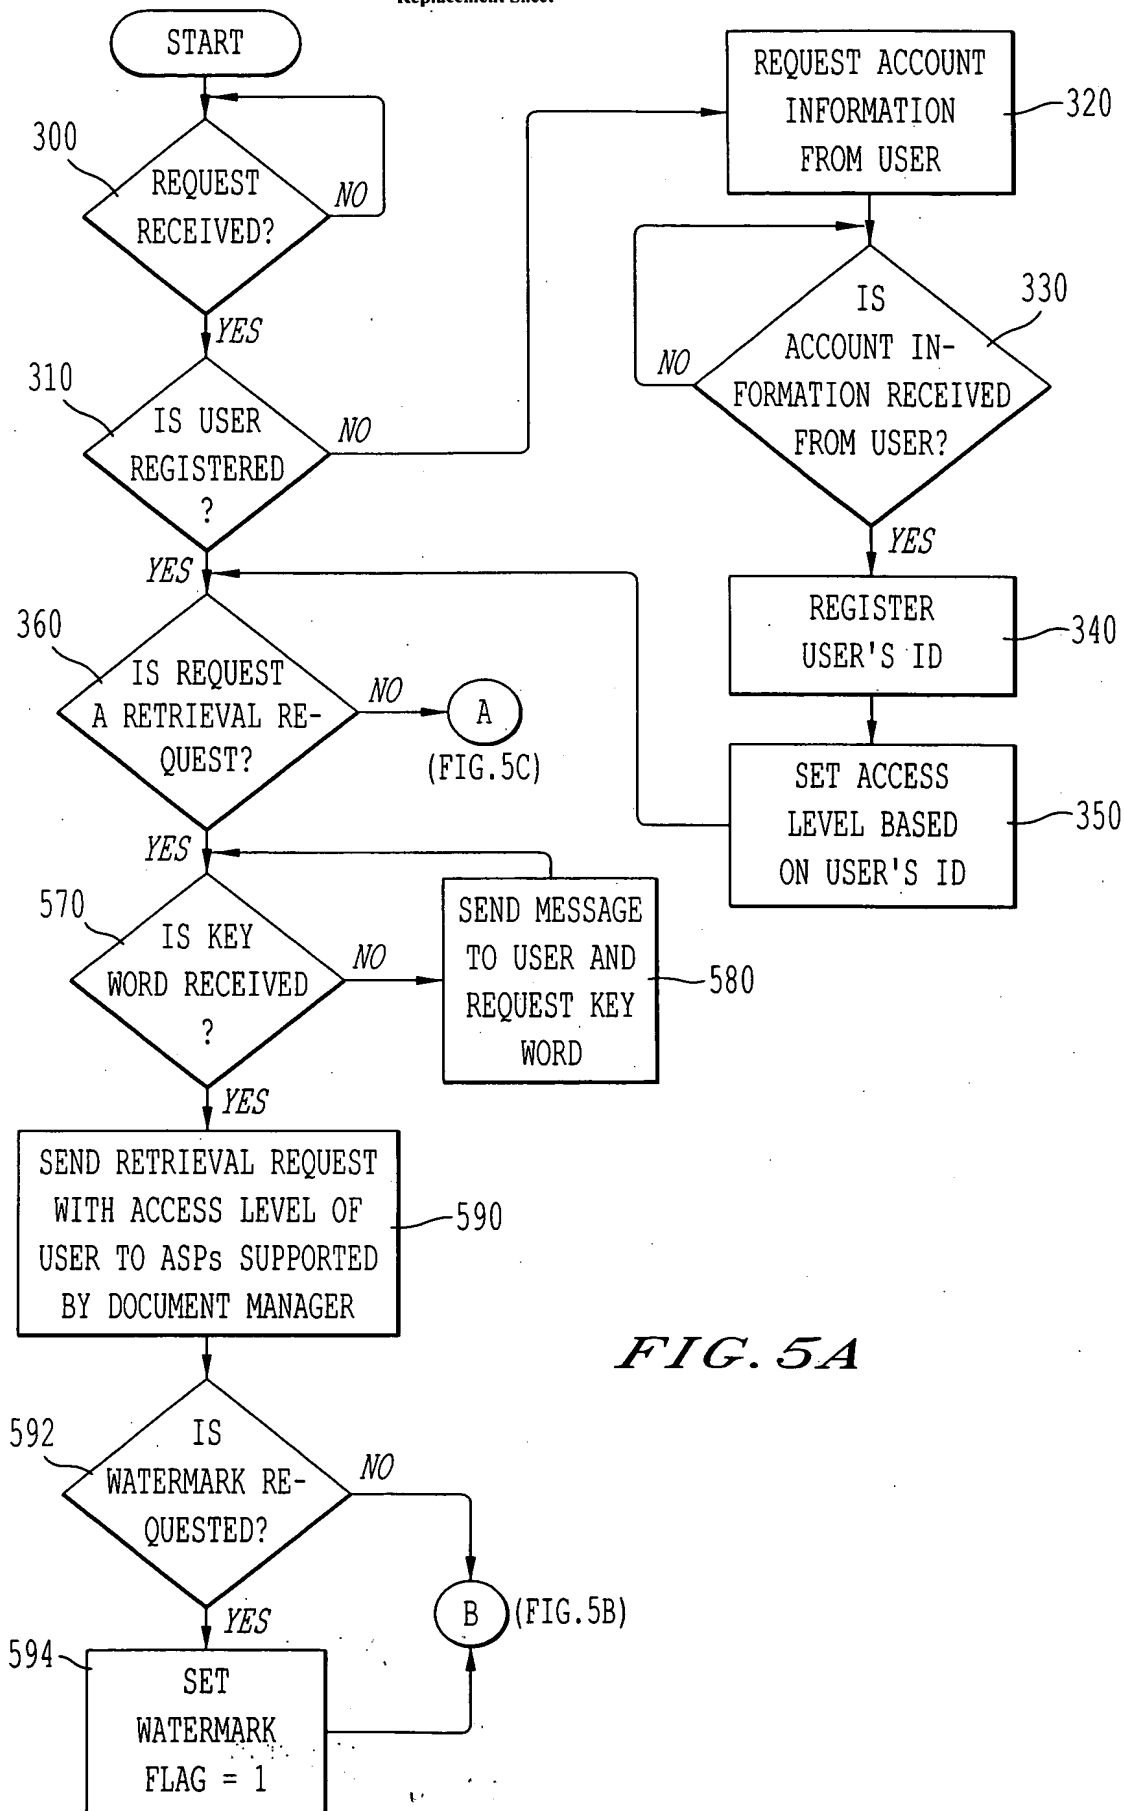 Replacement Sheet
START
300
REQUEST
RECEIVED?
NO
YES
310
IS USER
REGISTERED
?
NO
YES
REQUEST ACCOUNT
INFORMATION
FROM USER
320
IS
ACCOUNT IN-
FORMATION RECEIVED
FROM USER?
330
NO
YES
REGISTER
USER'S ID
340
SET ACCESS
LEVEL BASED
ON USER'S ID
350
360
IS REQUEST
A RETRIEVAL RE-
QUEST?
NO
A
(FIG.5C)
YES
570
IS KEY
WORD RECEIVED
?
NO
SEND MESSAGE
TO USER AND
REQUEST KEY
WORD
580
YES
SEND RETRIEVAL REQUEST
WITH ACCESS LEVEL OF
USER TO ASPs SUPPORTED
BY DOCUMENT MANAGER
590
592
IS
WATERMARK RE-
QUESTED?
NO
B
(FIG.5B)
YES
594
SET
WATERMARK
FLAG = 1
FIG. 5A